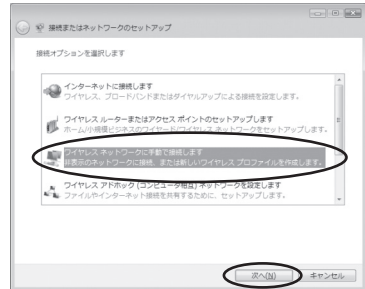 接続またはネットワークのセットアップ
接続オプションを選択します
インターネットに接続します
ワイヤレス、ブロードバンドまたはダイヤルアップによる接続を設定します。
ワイヤレス ルーターまたはアクセス ポイントのセットアップします
ホーム/小規模ビジネスのワイヤード/ワイヤレス ネットワークをセットアップします。
ワイヤレス ネットワークに手動で接続します
非表示のネットワークに接続、または新しいワイヤレス プロファイルを作成します。
ワイヤレス アドホック (コンピュータ相互) ネットワークを設定します
ファイルやインターネット接続を共有するために、セットアップします。
次へ(N)
キャンセル